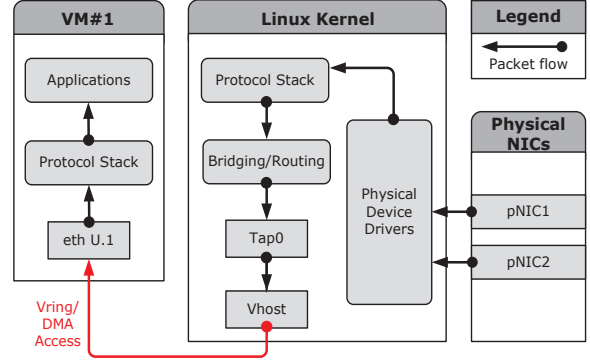 VM#1
Applications
Protocol Stack
eth U.1
Vring/
DMA
Access
Linux Kernel
Protocol Stack
Bridging/Routing
Tap0
Vhost
Physical
Device
Drivers
Legend
Packet flow
Physical
NICs
pNIC1
pNIC2